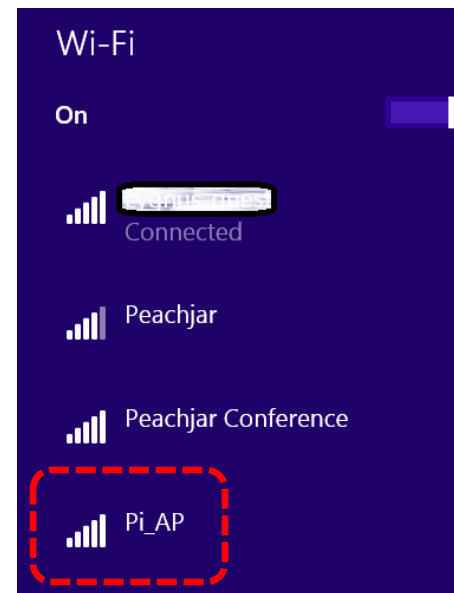 Wi-Fi
On
Connected
Peachjar
Peachjar Conference
Pi_AP